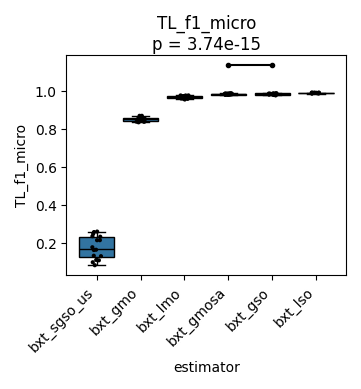 TL_f1_micro
p = 3.74e-15
TL_f1_micro
1.0
0.8
0.6
0.4
0.2
bxt_sgso_us
bxt_gmo
bxt_lmo
bxt_gmosa
bxt_gso
bxt_lso
estimator